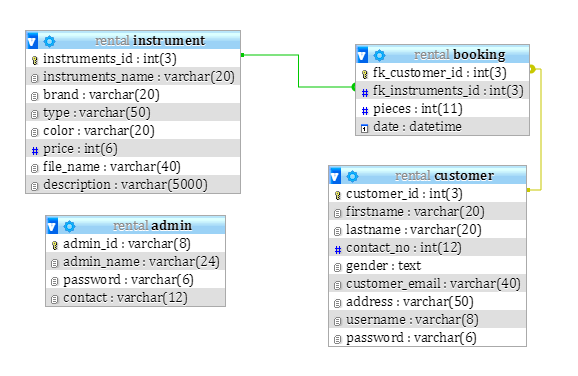 rental instrument
instruments_id : int(3)
instruments_name : varchar(20)
brand : varchar(20)
type : varchar(50)
color : varchar(20)
# price : int(6)
file_name : varchar(40)
description : varchar(5000)
rental booking
fk_customer_id : int(3)
# fk_instruments_id : int(3)
# pieces : int(11)
date : datetime
rental admin
admin_id : varchar(8)
admin_name : varchar(24)
password : varchar(6)
contact : varchar(12)
rental customer
customer_id : int(3)
firstname : varchar(20)
lastname : varchar(20)
# contact_no : int(12)
gender : text
customer_email : varchar(40)
address : varchar(50)
username : varchar(8)
password : varchar(6)